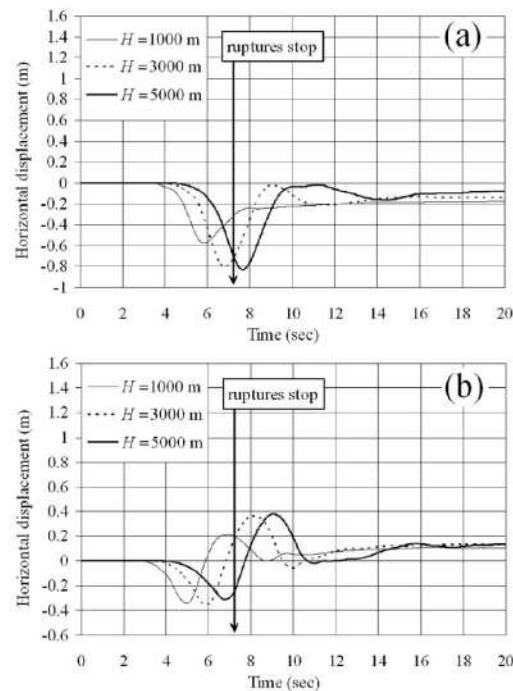 (a)
H = 1000 m
H = 3000 m
H = 5000 m
ruptures stop
Horizontal displacement (m)
1.6
1.4
1.2
1
0.8
0.6
0.4
0.2
0
-0.2
-0.4
-0.6
-0.8
-1
0 2 4 6 8 10 12 14 16 18 20
Time (sec)
(b)
H = 1000 m
H = 3000 m
H = 5000 m
ruptures stop
Horizontal displacement (m)
1.6
1.4
1.2
1
0.8
0.6
0.4
0.2
0
-0.2
-0.4
-0.6
0 2 4 6 8 10 12 14 16 18 20
Time (sec)